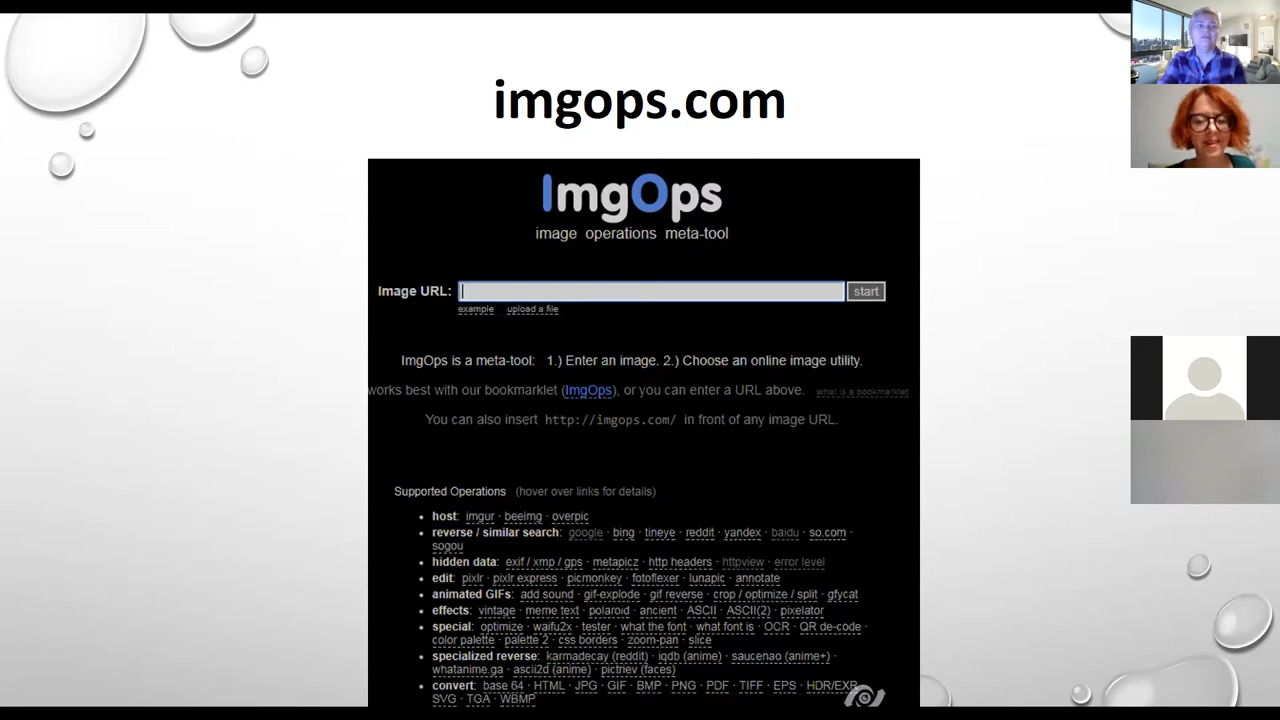 imgops.com
ImgOps
image operations meta-tool
Image URL:
start
example upload a file
ImgOps is a meta-tool: 1.) Enter an image. 2.) Choose an online image utility.
works best with our bookmarklet (ImgOps), or you can enter a URL above. what is a bookmarklet
You can also insert http://imgops.com/ in front of any image URL.
Supported Operations (hover over links for details)
• host: imgur · beeimg · overpic
• reverse / similar search: google · bing · tineye · reddit · yandex · baidu · so.com ·
sogou
• hidden data: exif / xmp / gps · metapicz · http headers · httpview · error level
• edit: pixlr · pixlr express · picmonkey · fotoflexer · lunapic · annotate
• animated GIFs: add sound · gif-explode · gif reverse · crop / optimize / split · gfycat
• effects: vintage · meme text · polaroid · ancient · ASCII · ASCII(2) · pixelator
• special: optimize · waifu2x · tester · what the font · what font is · OCR · QR de-code ·
color palette · palette 2 · css borders · zoom-pan · slice
• specialized reverse: karmadecay (reddit) · iqdb (anime) · saucenao (anime+) ·
whatanime.ga · ascii2d (anime) · pictriev (faces)
• convert: base 64 · HTML · JPG · GIF · BMP · PNG · PDF · TIFF · EPS · HDR/EXR
SVG · TGA · WBMP